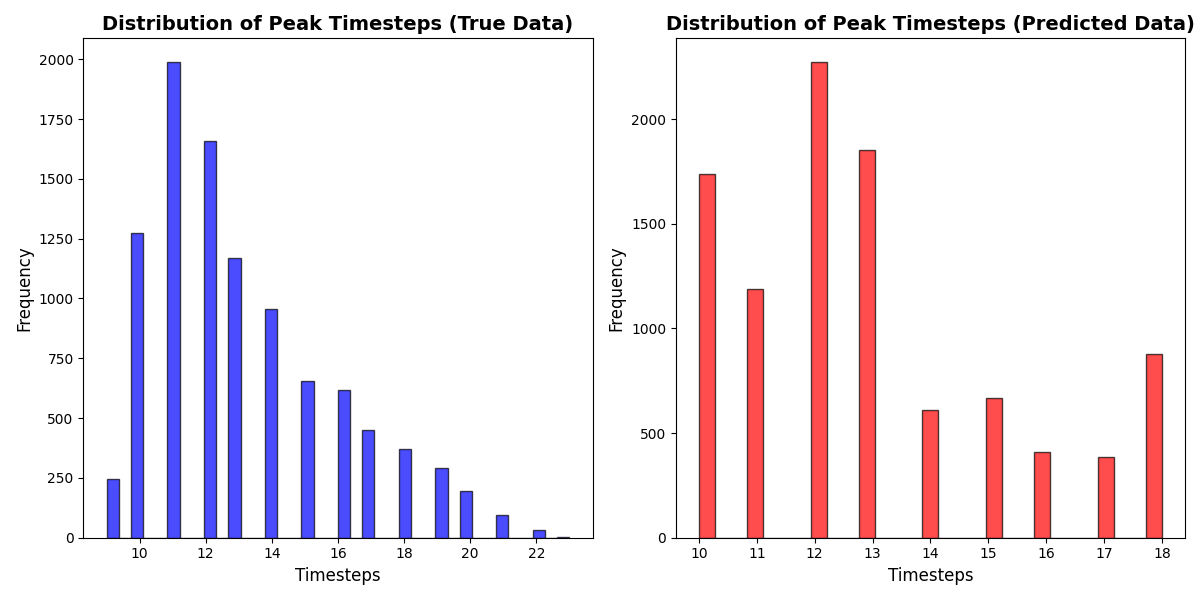 Distribution of Peak Timesteps (True Data)
Frequency
2000
1750
1500
1250
1000
750
500
250
0
10 12 14 16 18 20 22
Timesteps
Distribution of Peak Timesteps (Predicted Data)
Frequency
2000
1500
1000
500
0
10 11 12 13 14 15 16 17 18
Timesteps